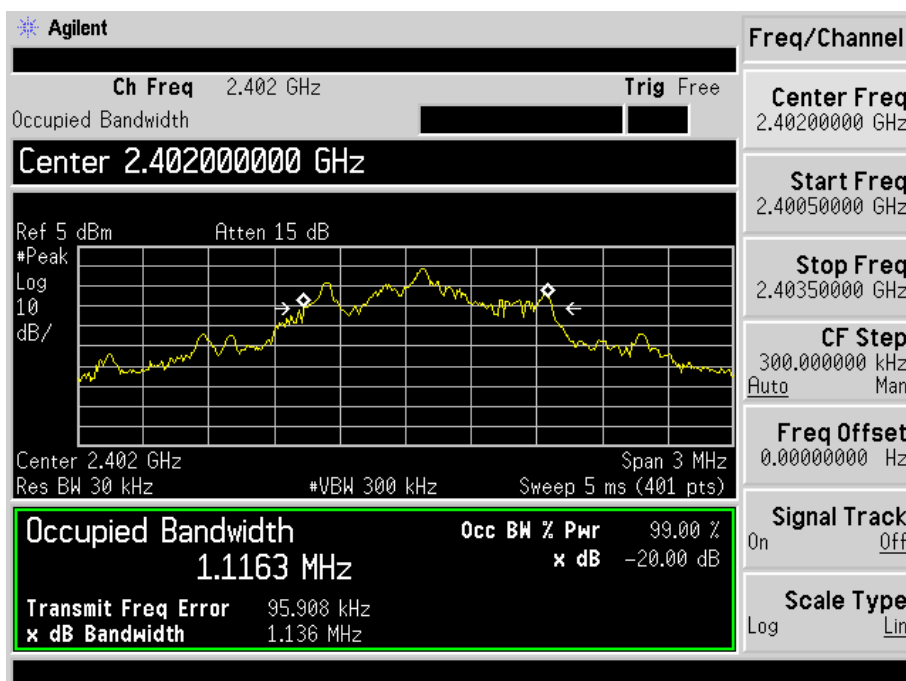 Agilent
Freq/Channel
Ch Freq 2.402 GHz Trig Free
Occupied Bandwidth
Center Freq
2.40200000 GHz
Center 2.402000000 GHz
Start Freq
2.40050000 GHz
Ref 5 dBm Atten 15 dB
#Peak
Log
10
dB/
Stop Freq
2.40350000 GHz
CF Step
300.000000 kHz
Auto Man
Freq Offset
0.00000000 Hz
Center 2.402 GHz Span 3 MHz
Res BW 30 kHz #VBW 300 kHz Sweep 5 ms (401 pts)
Signal Track
On Off
Occupied Bandwidth Occ BW % Pwr 99.00 %
1.1163 MHz x dB -20.00 dB
Transmit Freq Error 95.908 kHz
x dB Bandwidth 1.136 MHz
Scale Type
Log Lin